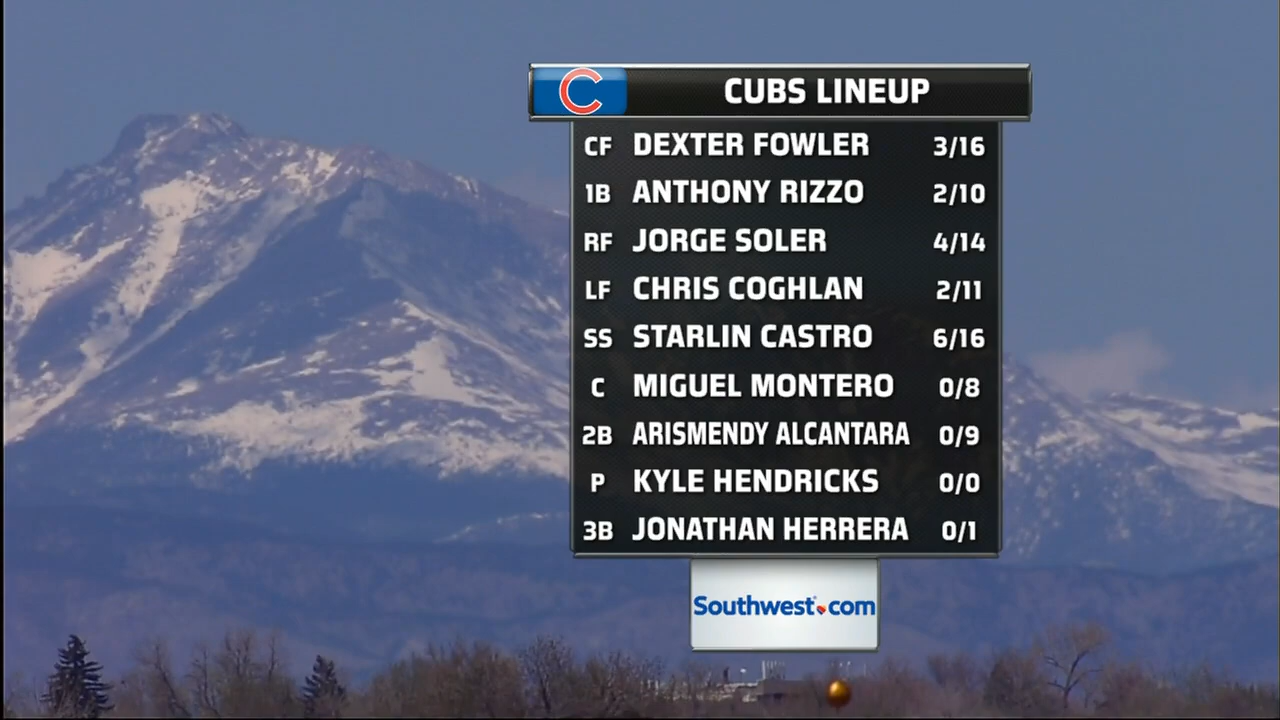 C CUBS LINEUP
CF DEXTER FOWLER 3/16
1B ANTHONY RIZZO 2/10
RF JORGE SOLER 4/14
LF CHRIS COGHLAN 2/11
SS STARLIN CASTRO 6/16
C MIGUEL MONTERO 0/8
2B ARISMENDY ALCANTARA 0/9
P KYLE HENDRICKS 0/0
3B JONATHAN HERRERA 0/1
Southwest.com